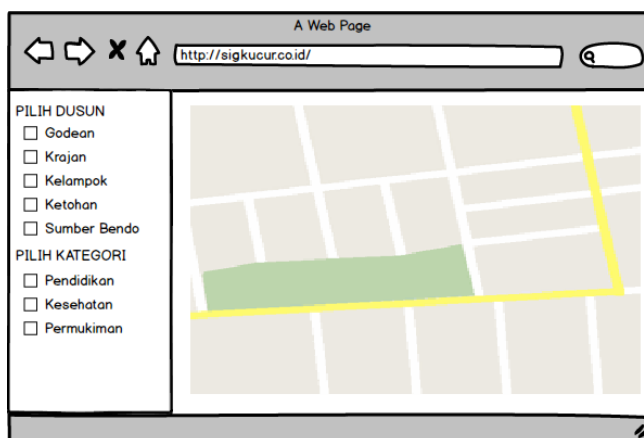 A Web Page
http://sigkucur.co.id/
PILIH DUSUN
Godean
Krajan
Kelampok
Ketohan
Sumber Bendo
PILIH KATEGORI
Pendidikan
Kesehatan
Permukiman